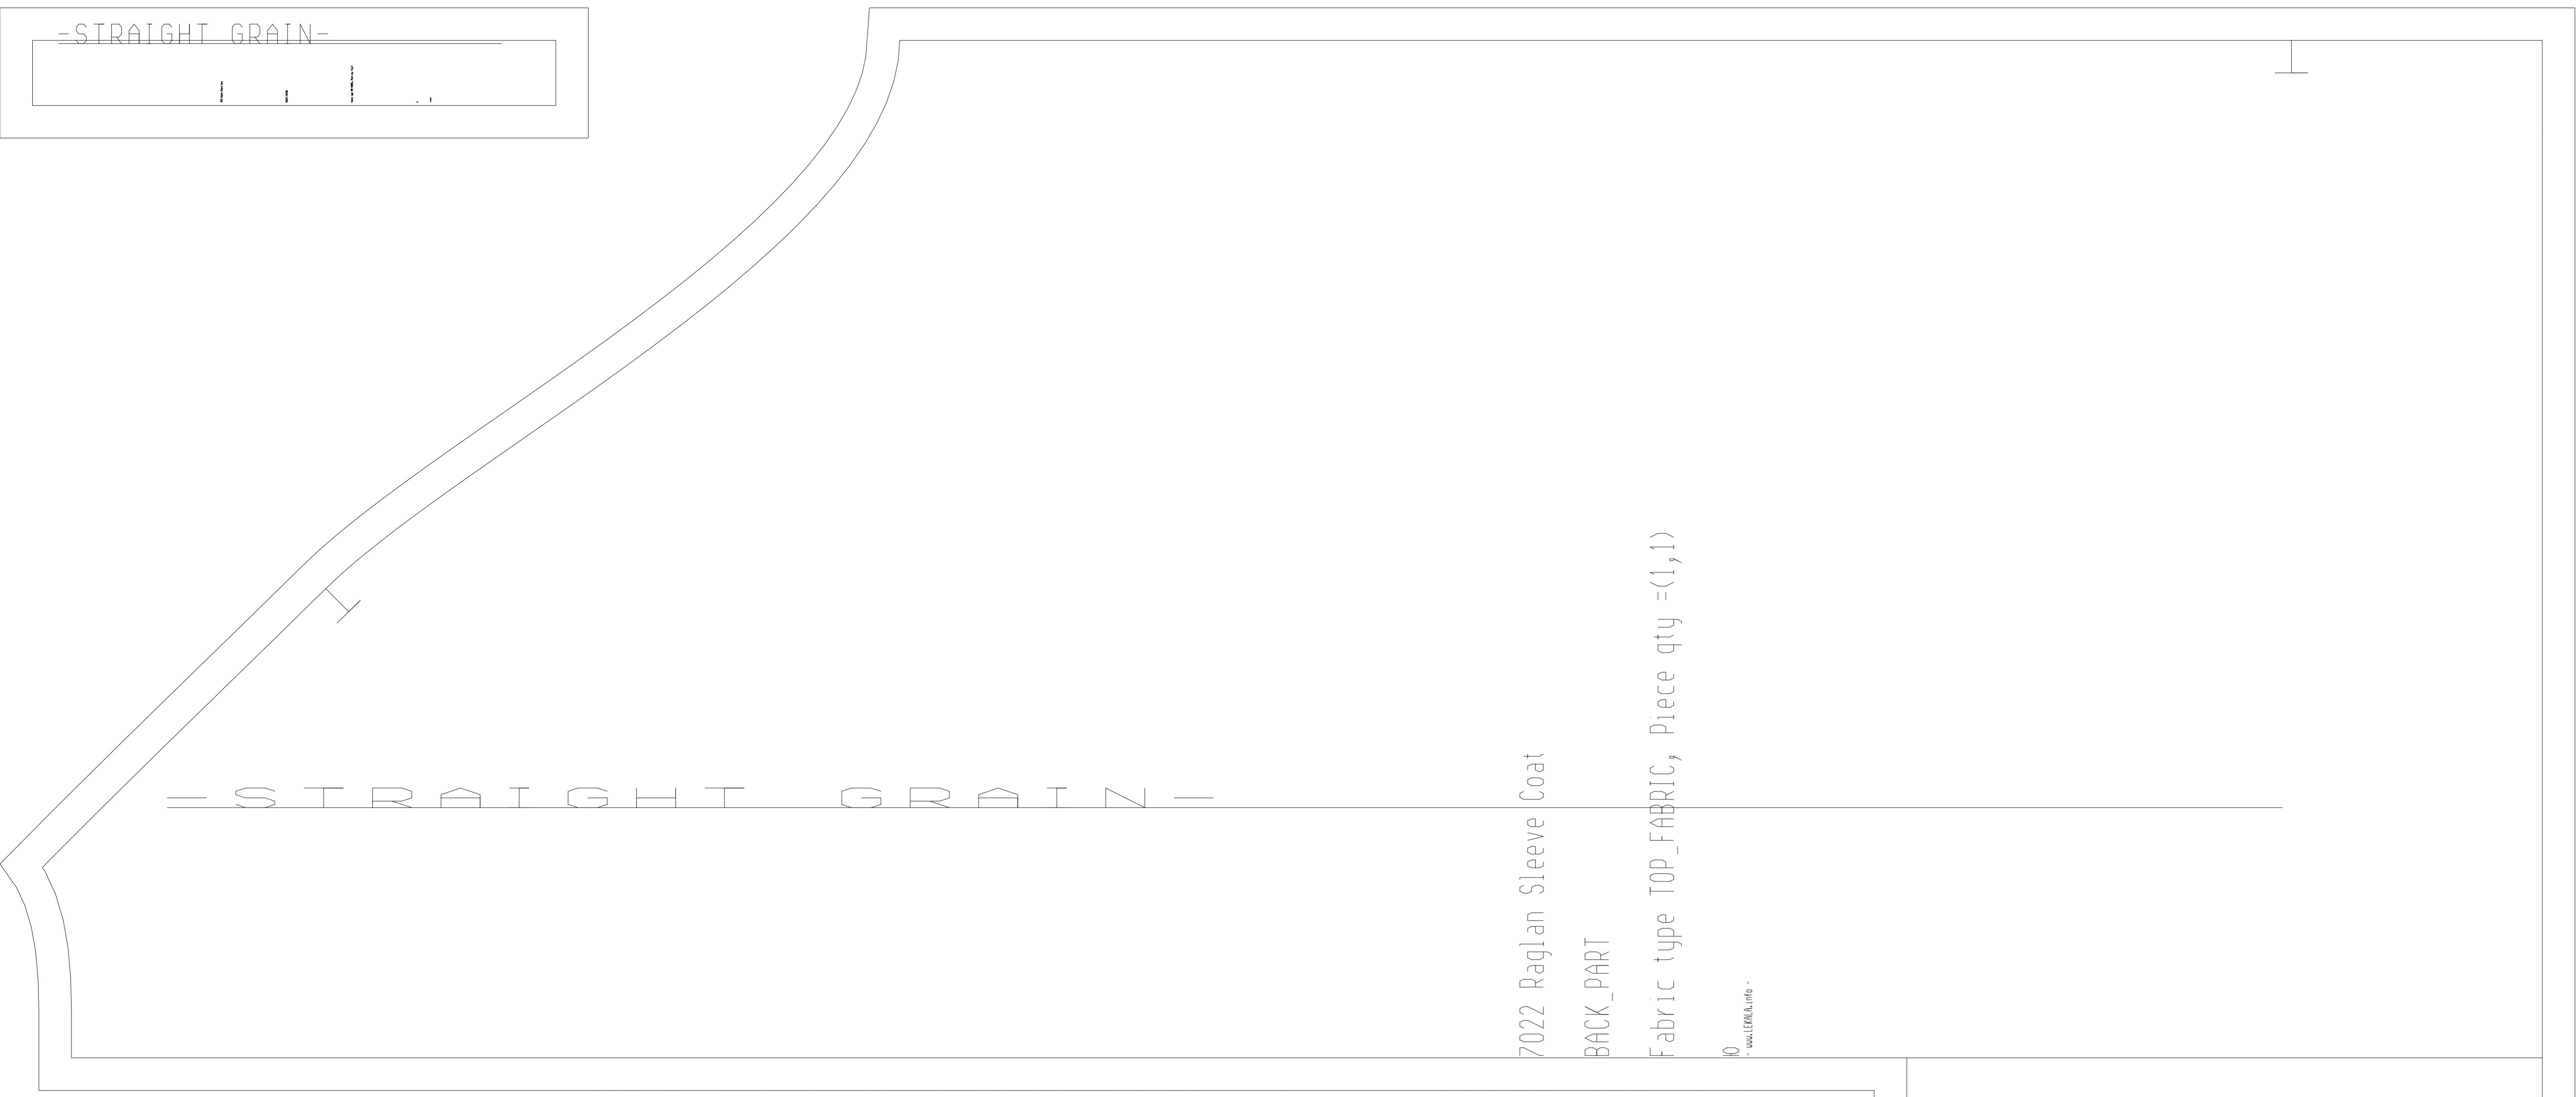 -STRAIGHT GRAIN-
-STRAIGHT GRAIN-
7022 Raglan Sleeve Coat
BACK_PART
Fabric type TOP_FABRIC, Piece qty =(1,1)
Ю
- www.LEKALA.info -